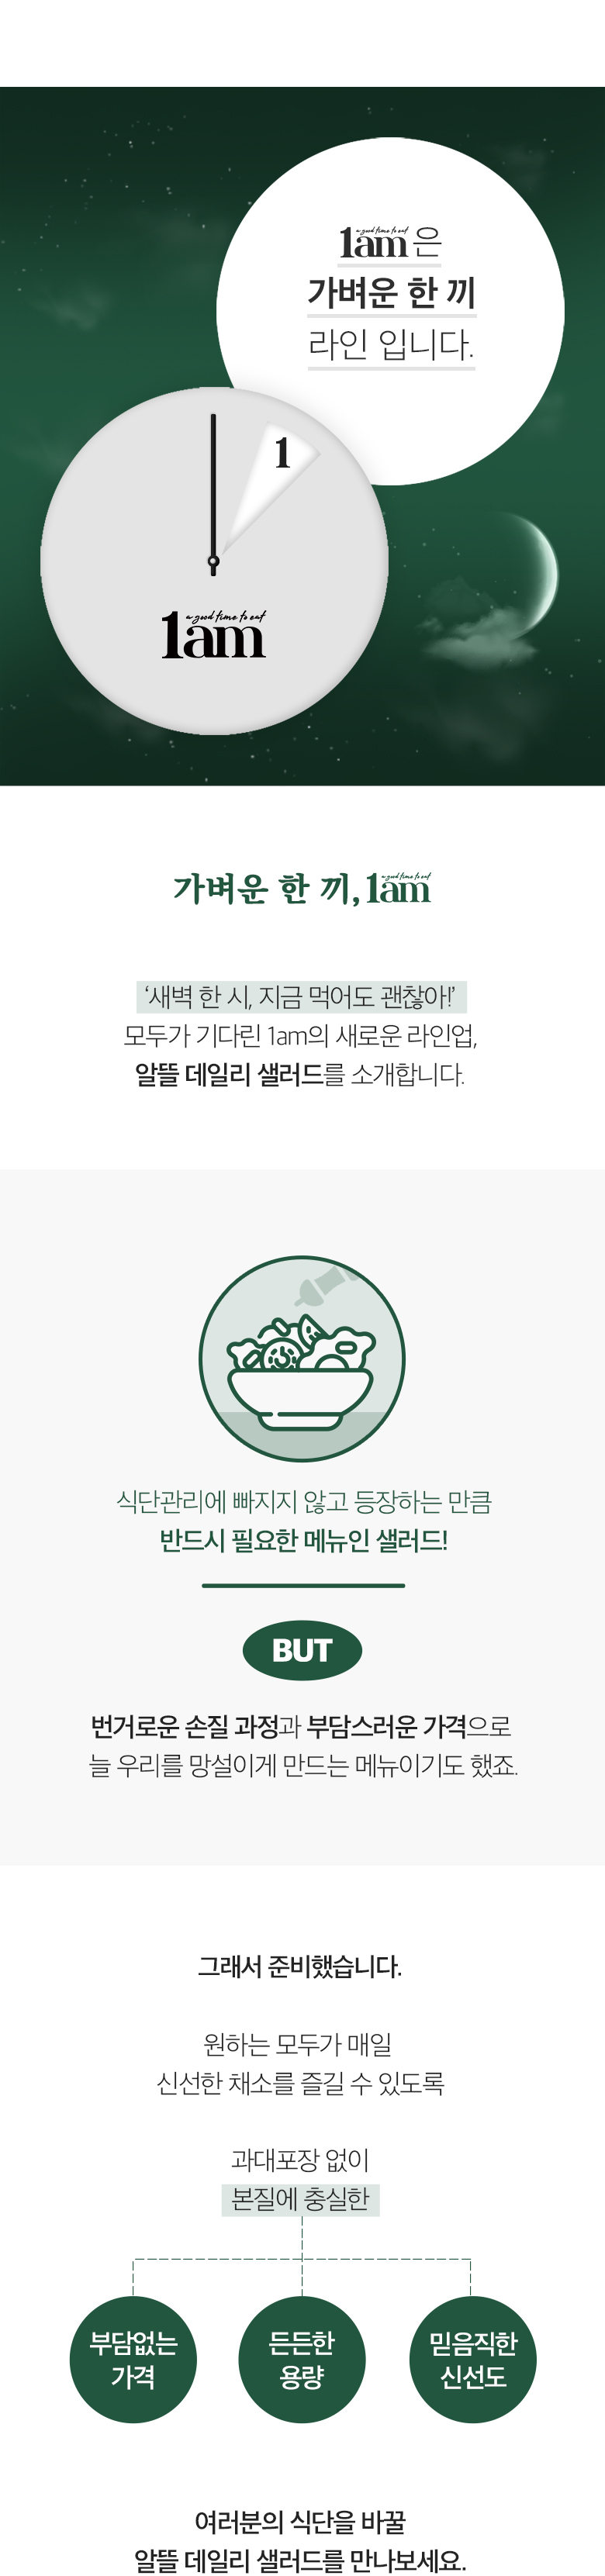 a good time to eat
1am은
가벼운 한 끼
라인 입니다.
1
a good time to eat
1am
가벼운 한 끼, 1am
a good time to eat
‘새벽 한 시, 지금 먹어도 괜찮아!’
모두가 기다린 1am의 새로운 라인업,
알뜰 데일리 샐러드를 소개합니다.
식단관리에 빠지지 않고 등장하는 만큼
반드시 필요한 메뉴인 샐러드!
BUT
번거로운 손질 과정과 부담스러운 가격으로
늘 우리를 망설이게 만드는 메뉴이기도 했죠.
그래서 준비했습니다.
원하는 모두가 매일
신선한 채소를 즐길 수 있도록
과대포장 없이
본질에 충실한
부담없는
가격
든든한
용량
믿음직한
신선도
여러분의 식단을 바꿀
알뜰 데일리 샐러드를 만나보세요.